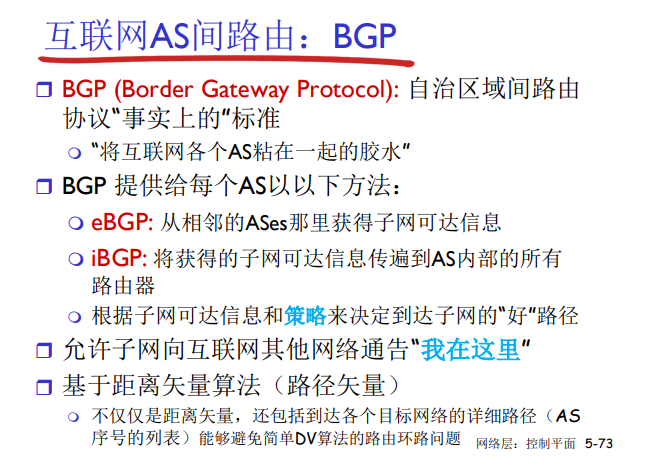 互联网AS间路由：BGP
BGP (Border Gateway Protocol): 自治区域间路由
协议“事实上的”标准
“将互联网各个AS粘在一起的胶水”
BGP 提供给每个AS以以下方法：
eBGP: 从相邻的ASes那里获得子网可达信息
iBGP: 将获得的子网可达信息传遍到AS内部的所有
路由器
根据子网可达信息和策略来决定到达子网的“好”路径
允许子网向互联网其他网络通告“我在这里”
基于距离矢量算法（路径矢量）
不仅仅是距离矢量，还包括到达各个目标网络的详细路径（AS
序号的列表）能够避免简单DV算法的路由环路问题
网络层：控制平面 5-73